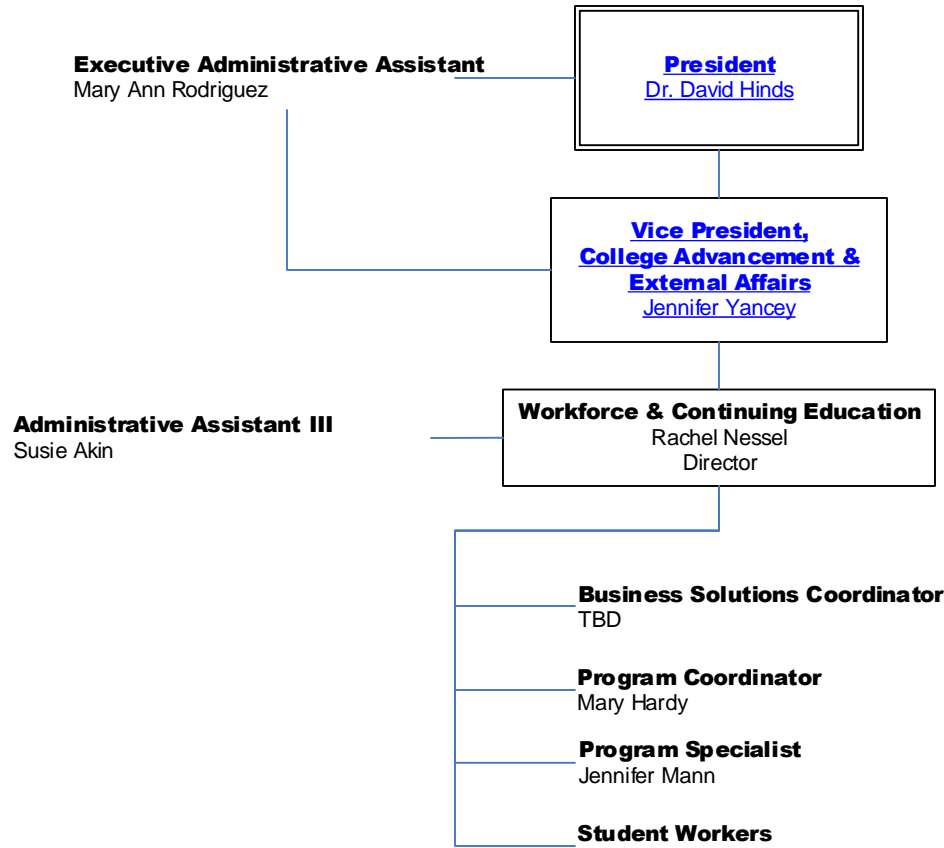 Executive Administrative Assistant
Mary Ann Rodriguez
President
Dr. David Hinds
Vice President,
College Advancement &
External Affairs
Jennifer Yancey
Administrative Assistant III
Susie Akin
Workforce & Continuing Education
Rachel Nessel
Director
Business Solutions Coordinator
TBD
Program Coordinator
Mary Hardy
Program Specialist
Jennifer Mann
Student Workers